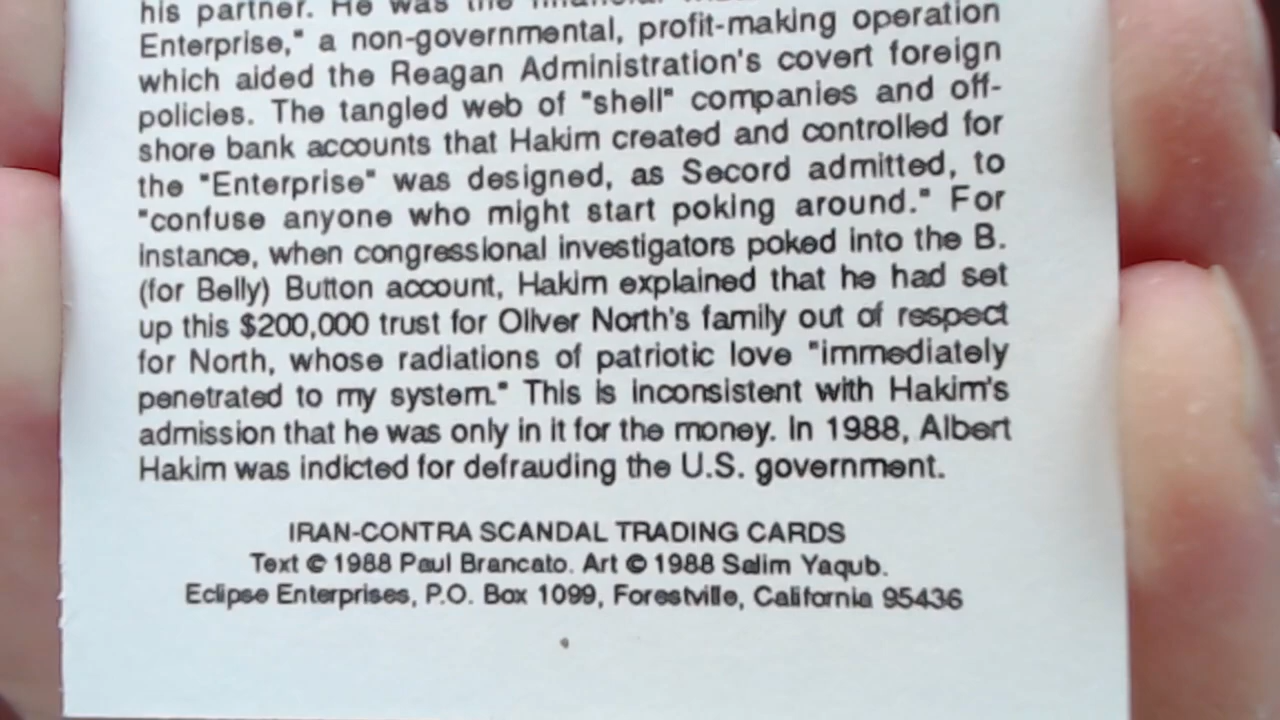 his partner. He was the financial
Enterprise," a non-governmental, profit-making operation
which aided the Reagan Administration's covert foreign
policies. The tangled web of "shell" companies and off-
shore bank accounts that Hakim created and controlled for
the "Enterprise" was designed, as Secord admitted, to
"confuse anyone who might start poking around." For
instance, when congressional investigators poked into the B.
(for Belly) Button account, Hakim explained that he had set
up this $200,000 trust for Oliver North's family out of respect
for North, whose radiations of patriotic love "immediately
penetrated to my system." This is inconsistent with Hakim's
admission that he was only in it for the money. In 1988, Albert
Hakim was indicted for defrauding the U.S. government.
IRAN-CONTRA SCANDAL TRADING CARDS
Text © 1988 Paul Brancato. Art © 1988 Salim Yaqub.
Eclipse Enterprises, P.O. Box 1099, Forestville, California 95436